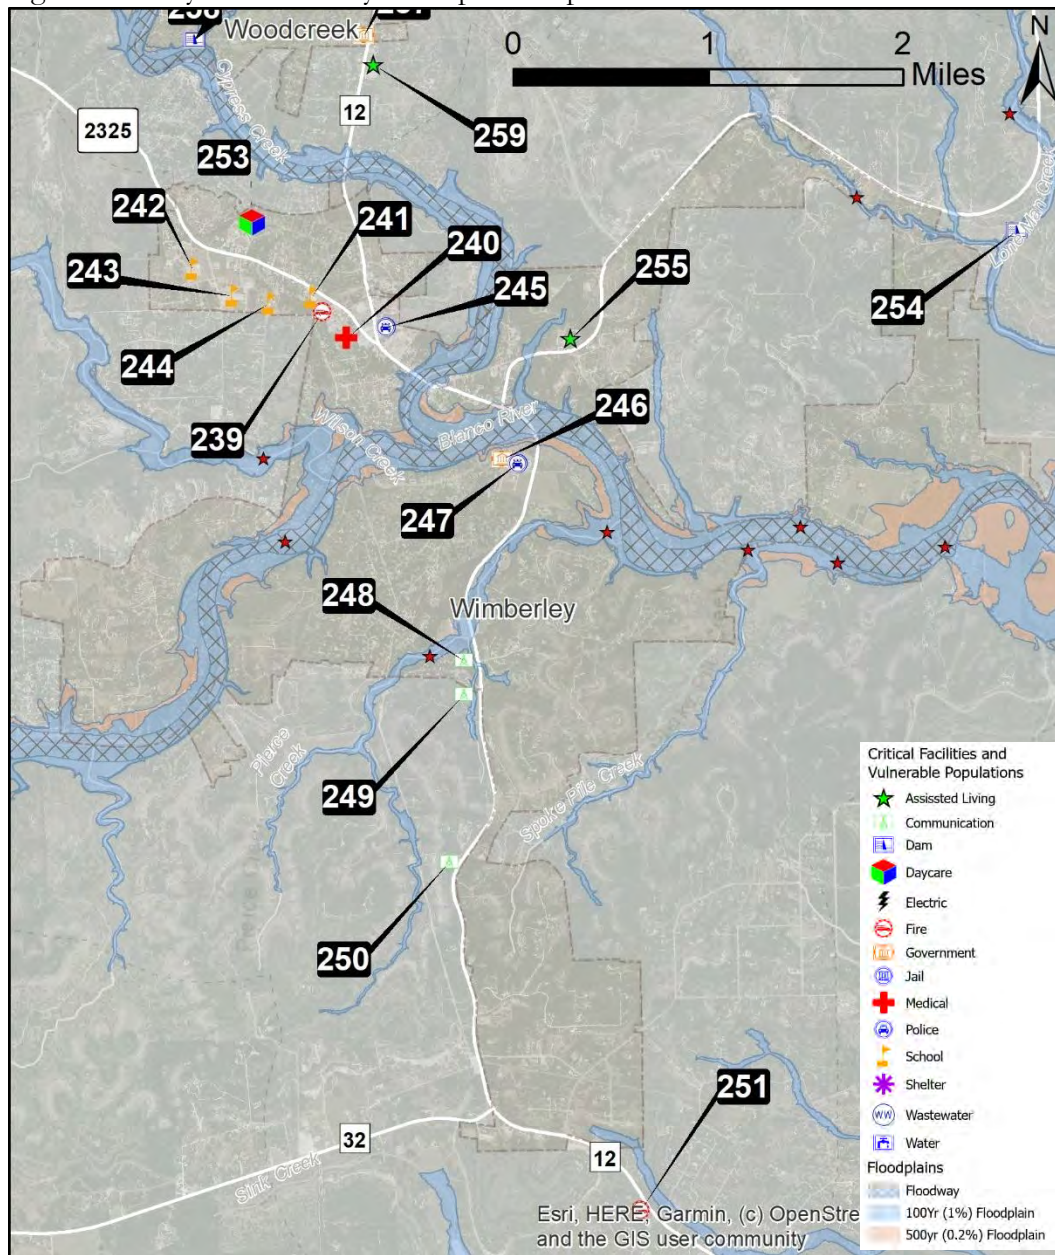 Woodcreek
0 1 2
Miles
N
Cypress Creek
12
2325
259
253
242
241
240
243
245
255
Lone Man Creek
254
244
246
Blanco River
Wilson Creek
239
247
248
Wimberley
249
Pierce Creek
Spoke Pile Creek
250
251
32
12
Sink Creek
Esri, HERE, Garmin, (c) OpenStre
and the GIS user community
Critical Facilities and
Vulnerable Populations
Assissted Living
Communication
Dam
Daycare
Electric
Fire
Government
Jail
Medical
Police
School
Shelter
Wastewater
Water
Floodplains
Floodway
100Yr (1%) Floodplain
500yr (0.2%) Floodplain